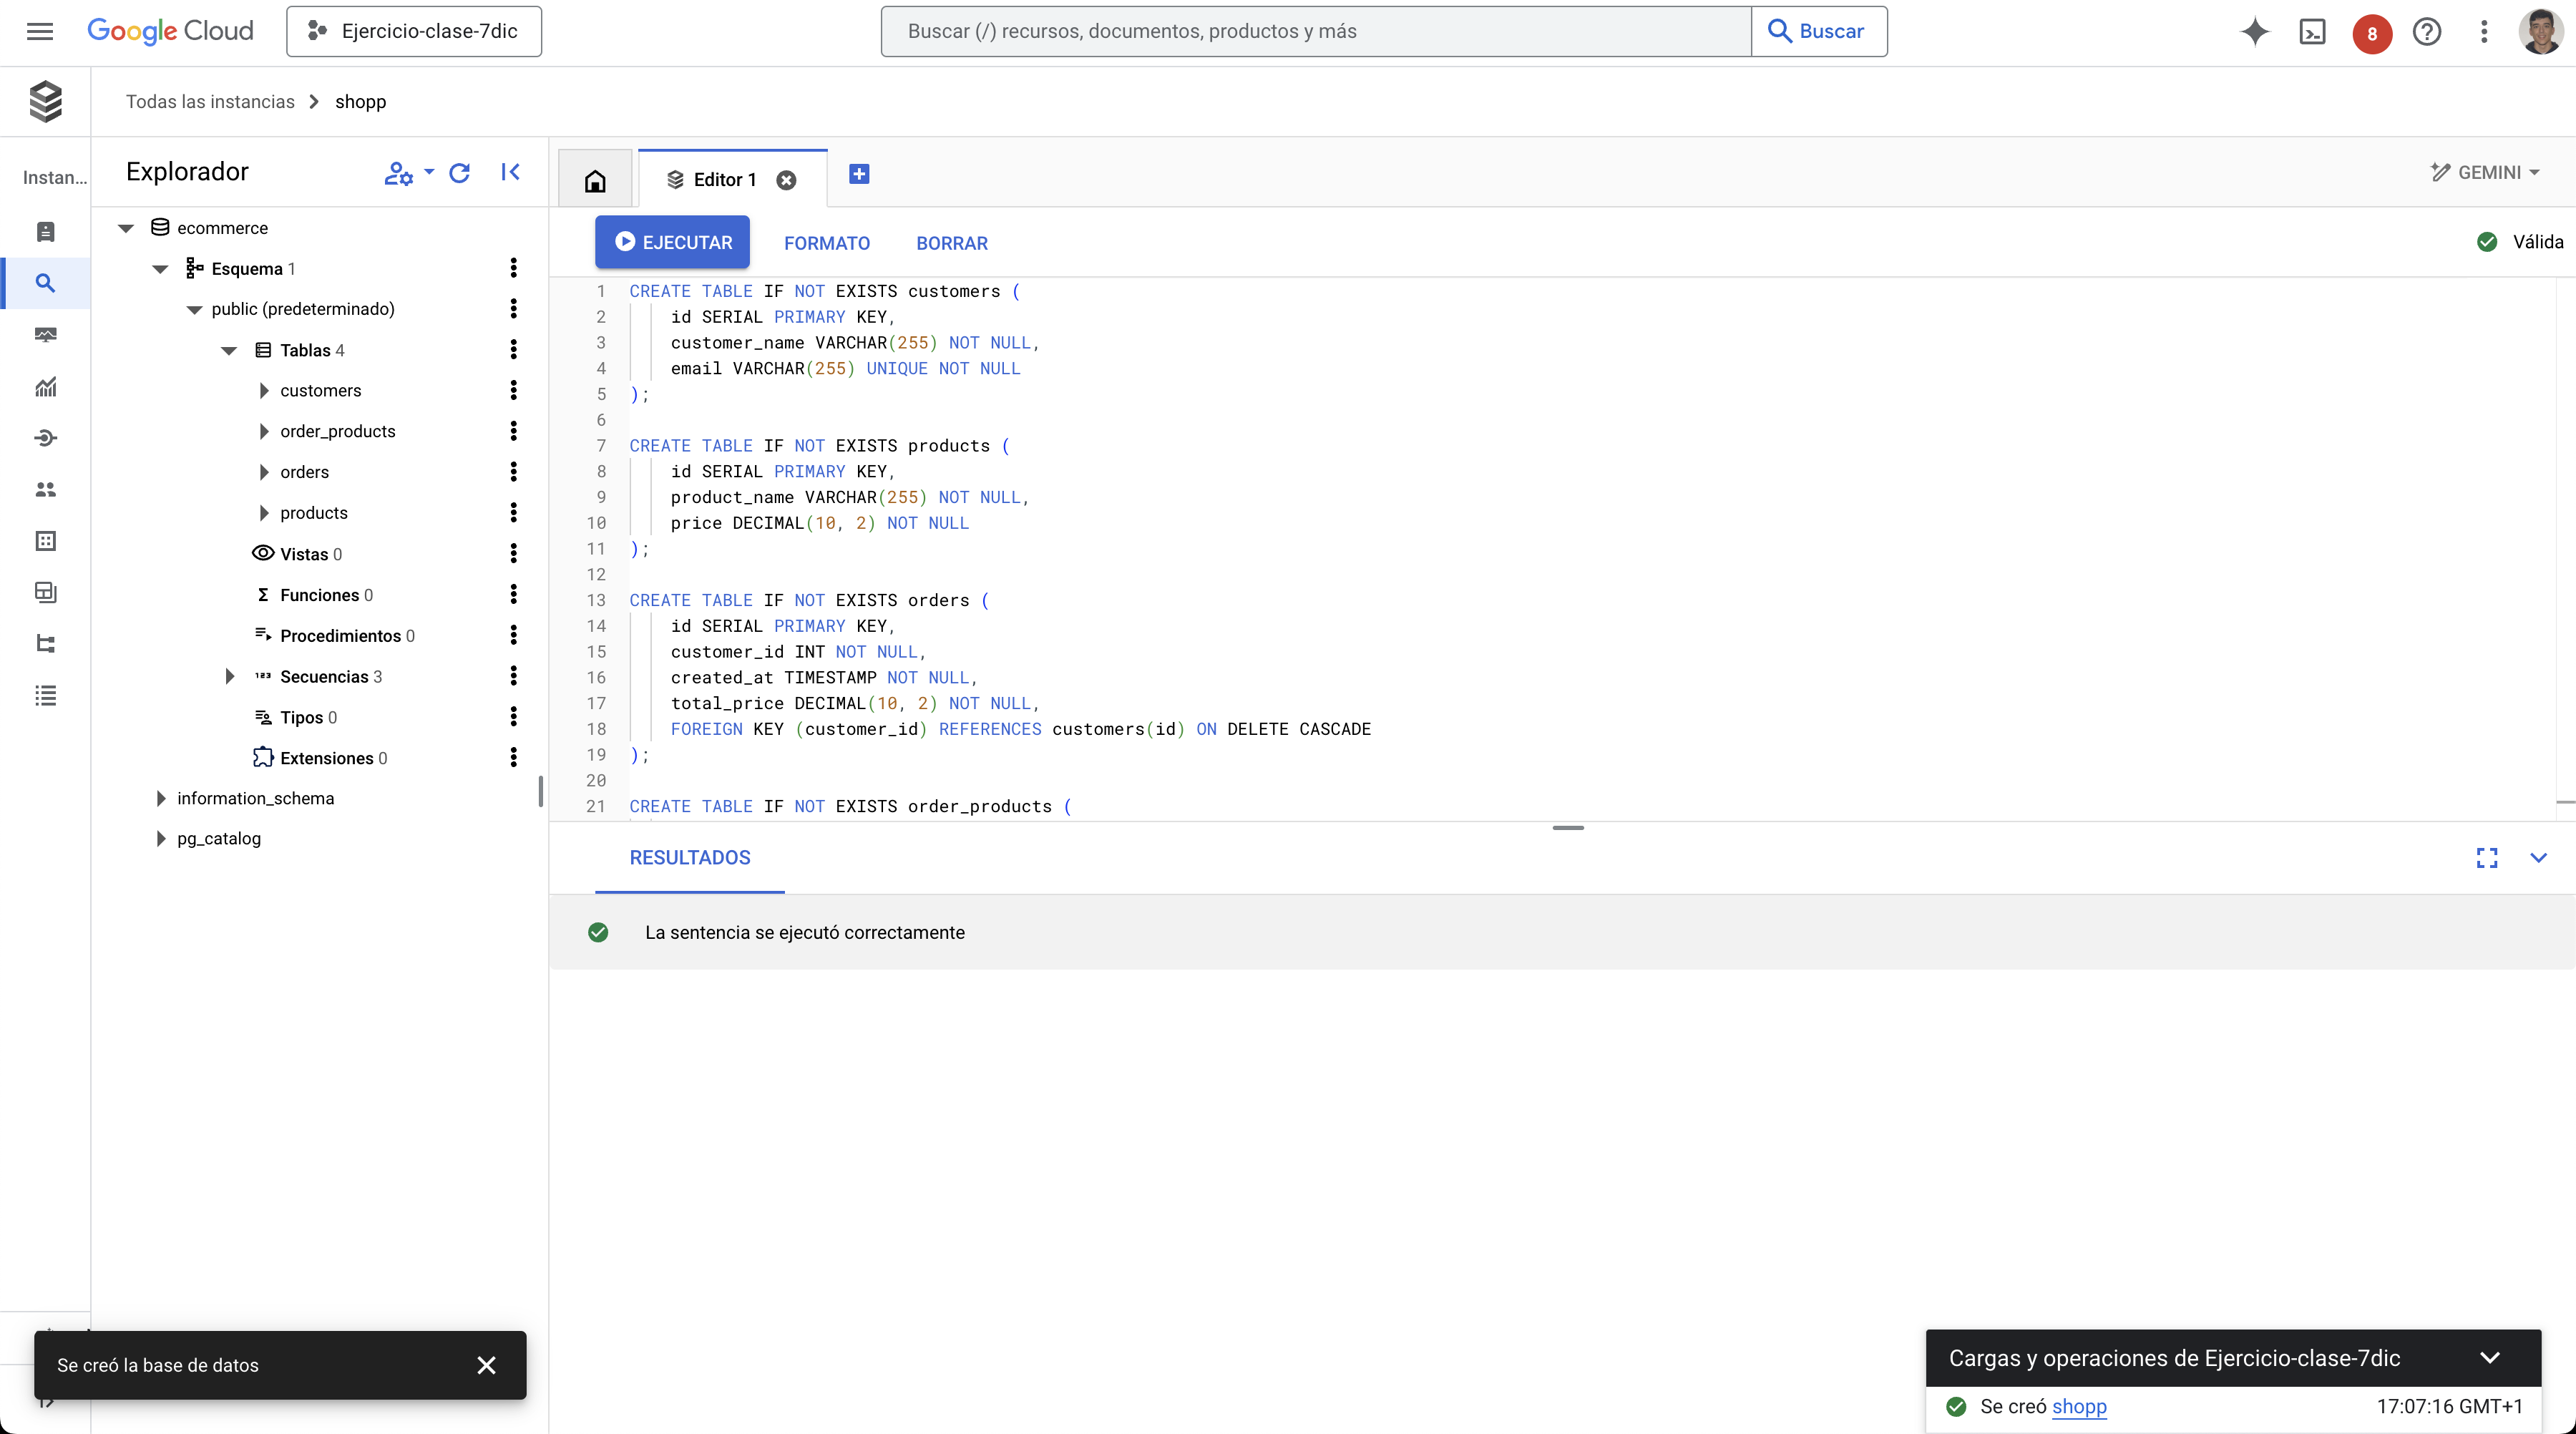 Google Cloud
Ejercicio-clase-7dic
Buscar (/) recursos, documentos, productos y más
Buscar
8
Todas las instancias
shopp
Instan...
Explorador
ecommerce
Esquema 1
public (predeterminado)
Tablas 4
customers
order_products
orders
products
Vistas 0
Funciones 0
Procedimientos 0
123 Secuencias 3
Tipos 0
Extensiones 0
information_schema
pg_catalog
Editor 1
GEMINI
EJECUTAR
FORMATO
BORRAR
Válida
1 CREATE TABLE IF NOT EXISTS customers (
2 id SERIAL PRIMARY KEY,
3 customer_name VARCHAR(255) NOT NULL,
4 email VARCHAR(255) UNIQUE NOT NULL
5 );
6
7 CREATE TABLE IF NOT EXISTS products (
8 id SERIAL PRIMARY KEY,
9 product_name VARCHAR(255) NOT NULL,
10 price DECIMAL(10, 2) NOT NULL
11 );
12
13 CREATE TABLE IF NOT EXISTS orders (
14 id SERIAL PRIMARY KEY,
15 customer_id INT NOT NULL,
16 created_at TIMESTAMP NOT NULL,
17 total_price DECIMAL(10, 2) NOT NULL,
18 FOREIGN KEY (customer_id) REFERENCES customers(id) ON DELETE CASCADE
19 );
20
21 CREATE TABLE IF NOT EXISTS order_products (
RESULTADOS
La sentencia se ejecutó correctamente
Se creó la base de datos
Cargas y operaciones de Ejercicio-clase-7dic
Se creó shopp
17:07:16 GMT+1